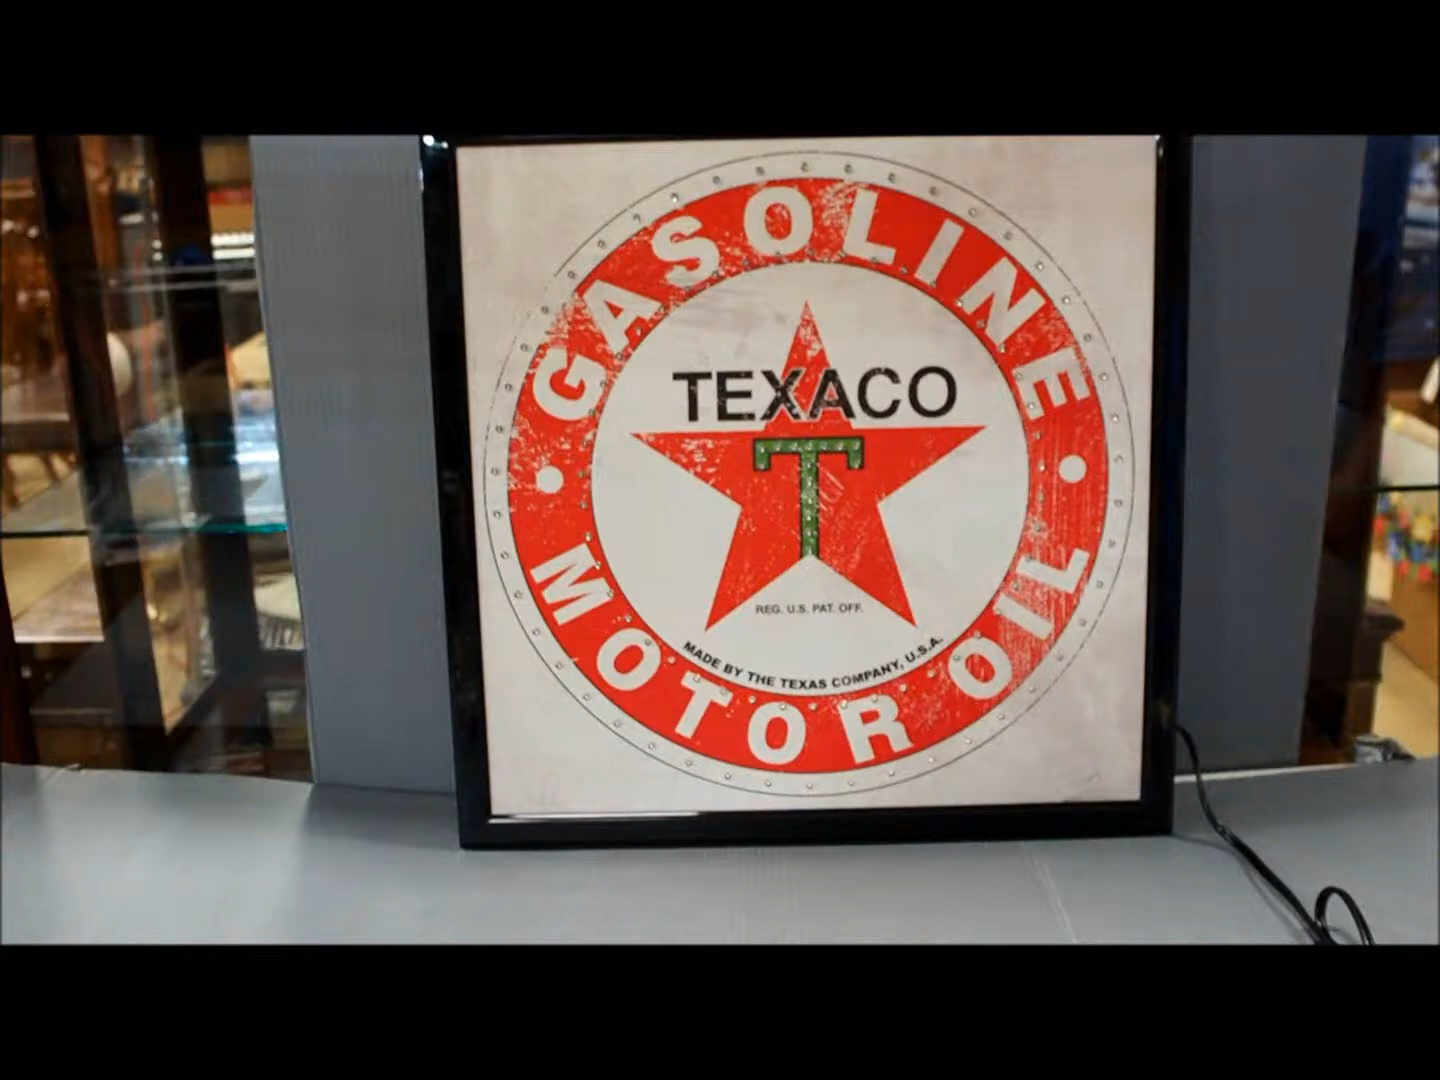 GASOLINE
TEXACO
T
REG. U.S. PAT. OFF.
MADE BY THE TEXAS COMPANY, U.S.A.
MOTOR OIL